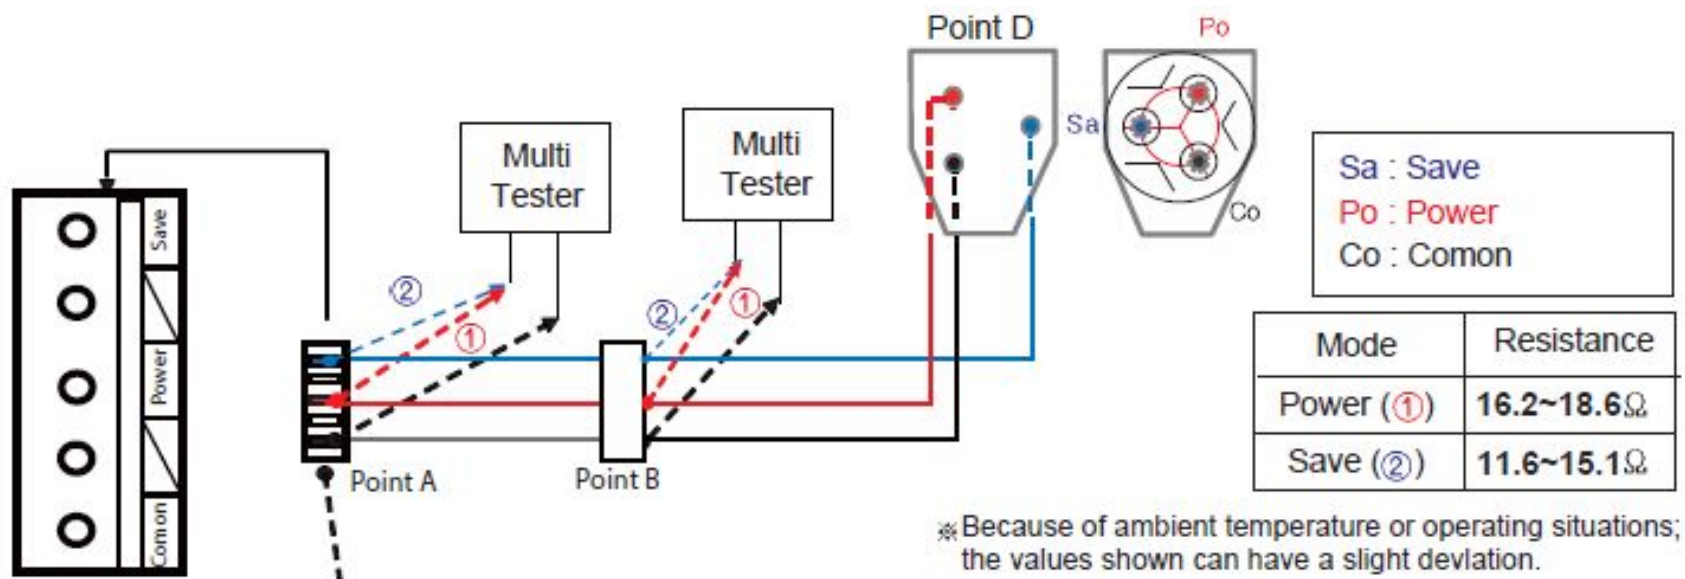 Point D
Po
Multi
Tester
Multi
Tester
Sa
Co
Sa : Save
Po : Power
Co : Comon
Save
Power
Comon
②
①
②
①
Point A
Point B
Mode Resistance
Power (①) 16.2~18.6Ω
Save (②) 11.6~15.1Ω
※ Because of ambient temperature or operating situations;
the values shown can have a slight devlation.